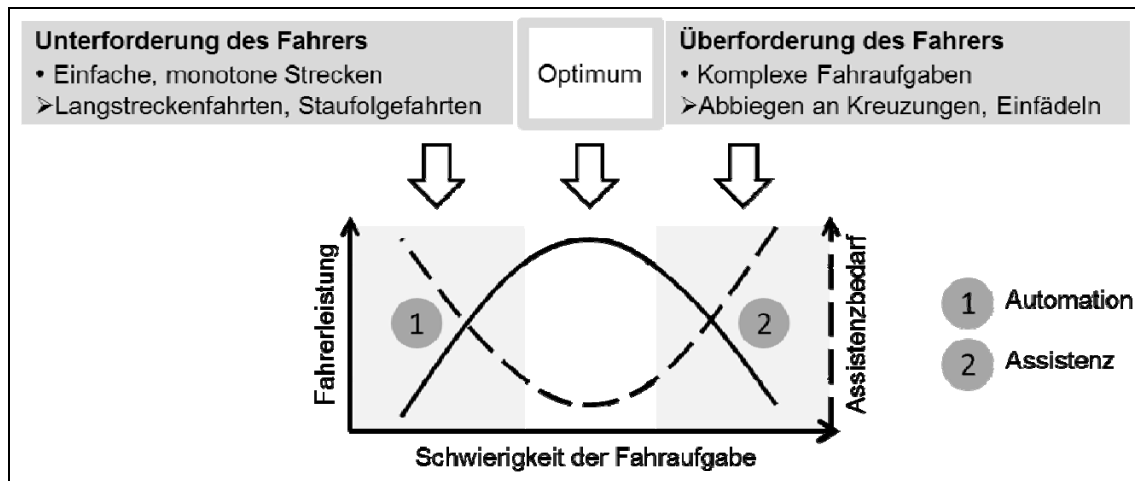 Unterforderung des Fahrers
• Einfache, monotone Strecken
➢Langstreckenfahrten, Staufolgefahrten
Optimum
Überforderung des Fahrers
• Komplexe Fahraufgaben
➢Abbiegen an Kreuzungen, Einfädeln
Fahrerleistung
1
2
Assistenzbedarf
Schwierigkeit der Fahraufgabe
1 Automation
2 Assistenz